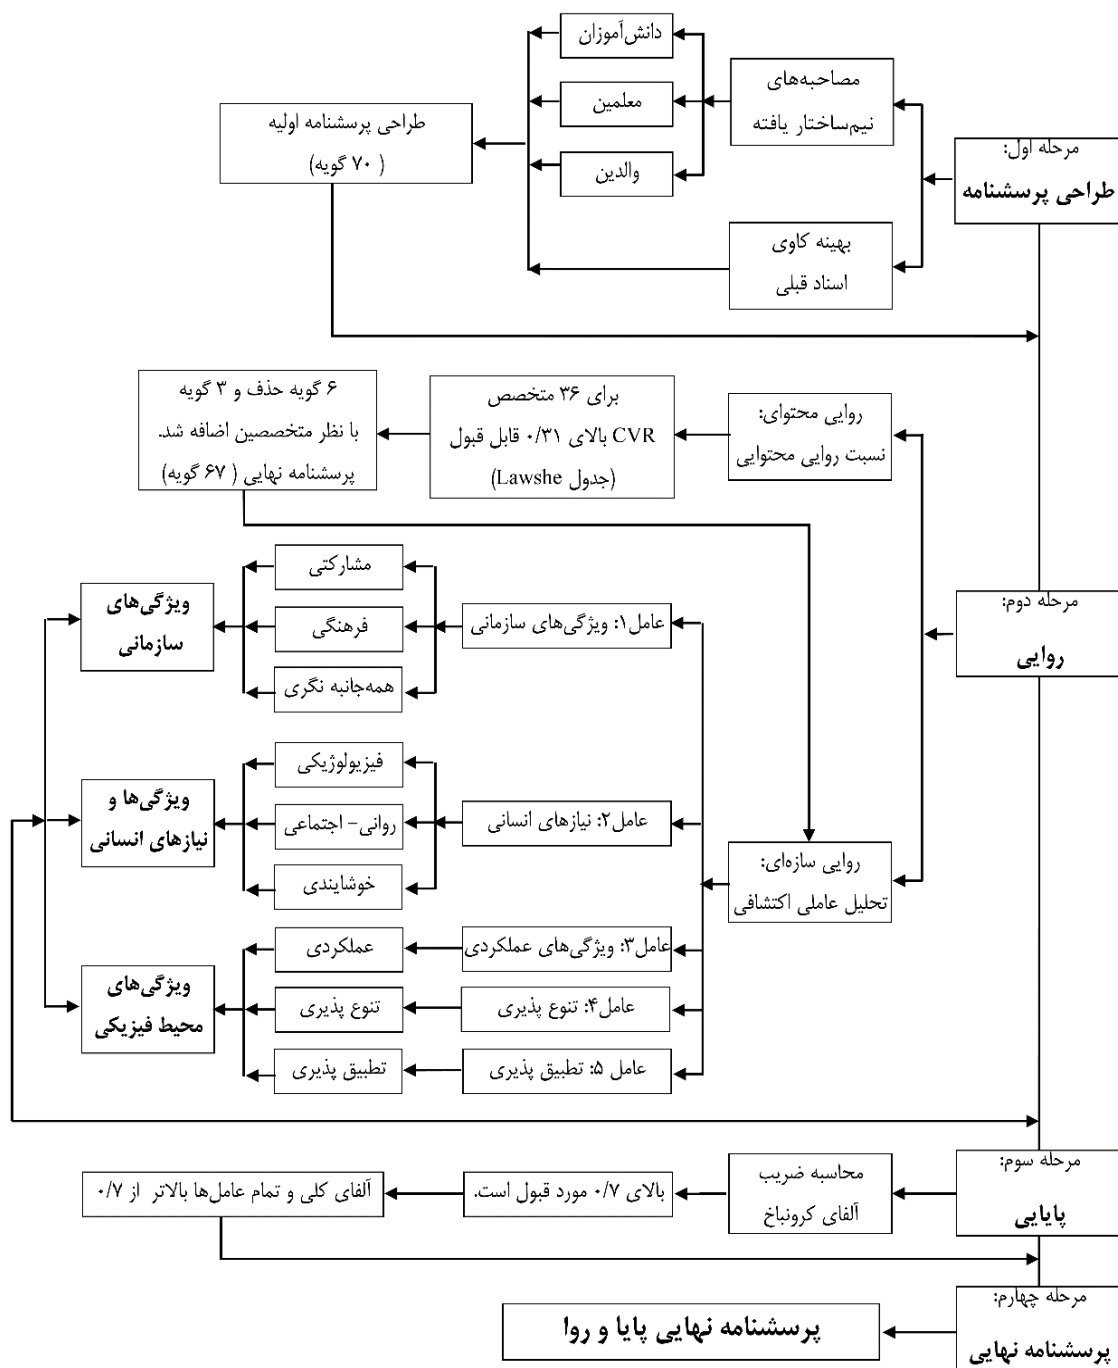 مرحله اول:
طراحی پرسشنامه
مصاحبه‌های
نیم‌ساختار یافته
بهینه کاوی
اسناد قبلی
دانش‌آموزان
معلمین
والدین
طراحی پرسشنامه اولیه
( ۷۰ گویه)
مرحله دوم:
روایی
روایی محتوای:
نسبت روایی محتوایی
برای ۳۶ متخصص
CVR بالای ۰/۳۱ قابل قبول
(جدول Lawshe)
۶ گویه حذف و ۳ گویه
با نظر متخصصین اضافه شد.
پرسشنامه نهایی ( ۶۷ گویه)
روایی سازه‌ای:
تحلیل عاملی اکتشافی
عامل۱: ویژگی‌های سازمانی
مشارکتی
فرهنگی
همه‌جانبه نگری
ویژگی‌های
سازمانی
عامل۲: نیازهای انسانی
فیزیولوژیکی
روانی- اجتماعی
خوشایندی
ویژگی‌ها و
نیازهای انسانی
عامل۳: ویژگی‌های عملکردی
عملکردی
عامل۴: تنوع پذیری
تنوع پذیری
عامل ۵: تطبیق پذیری
تطبیق پذیری
ویژگی‌های
محیط فیزیکی
مرحله سوم:
پایایی
محاسبه ضریب
آلفای کرونباخ
بالای ۰/۷ مورد قبول است.
آلفای کلی و تمام عامل‌ها بالاتر از ۰/۷
مرحله چهارم:
پرسشنامه نهایی
پرسشنامه نهایی پایا و روا